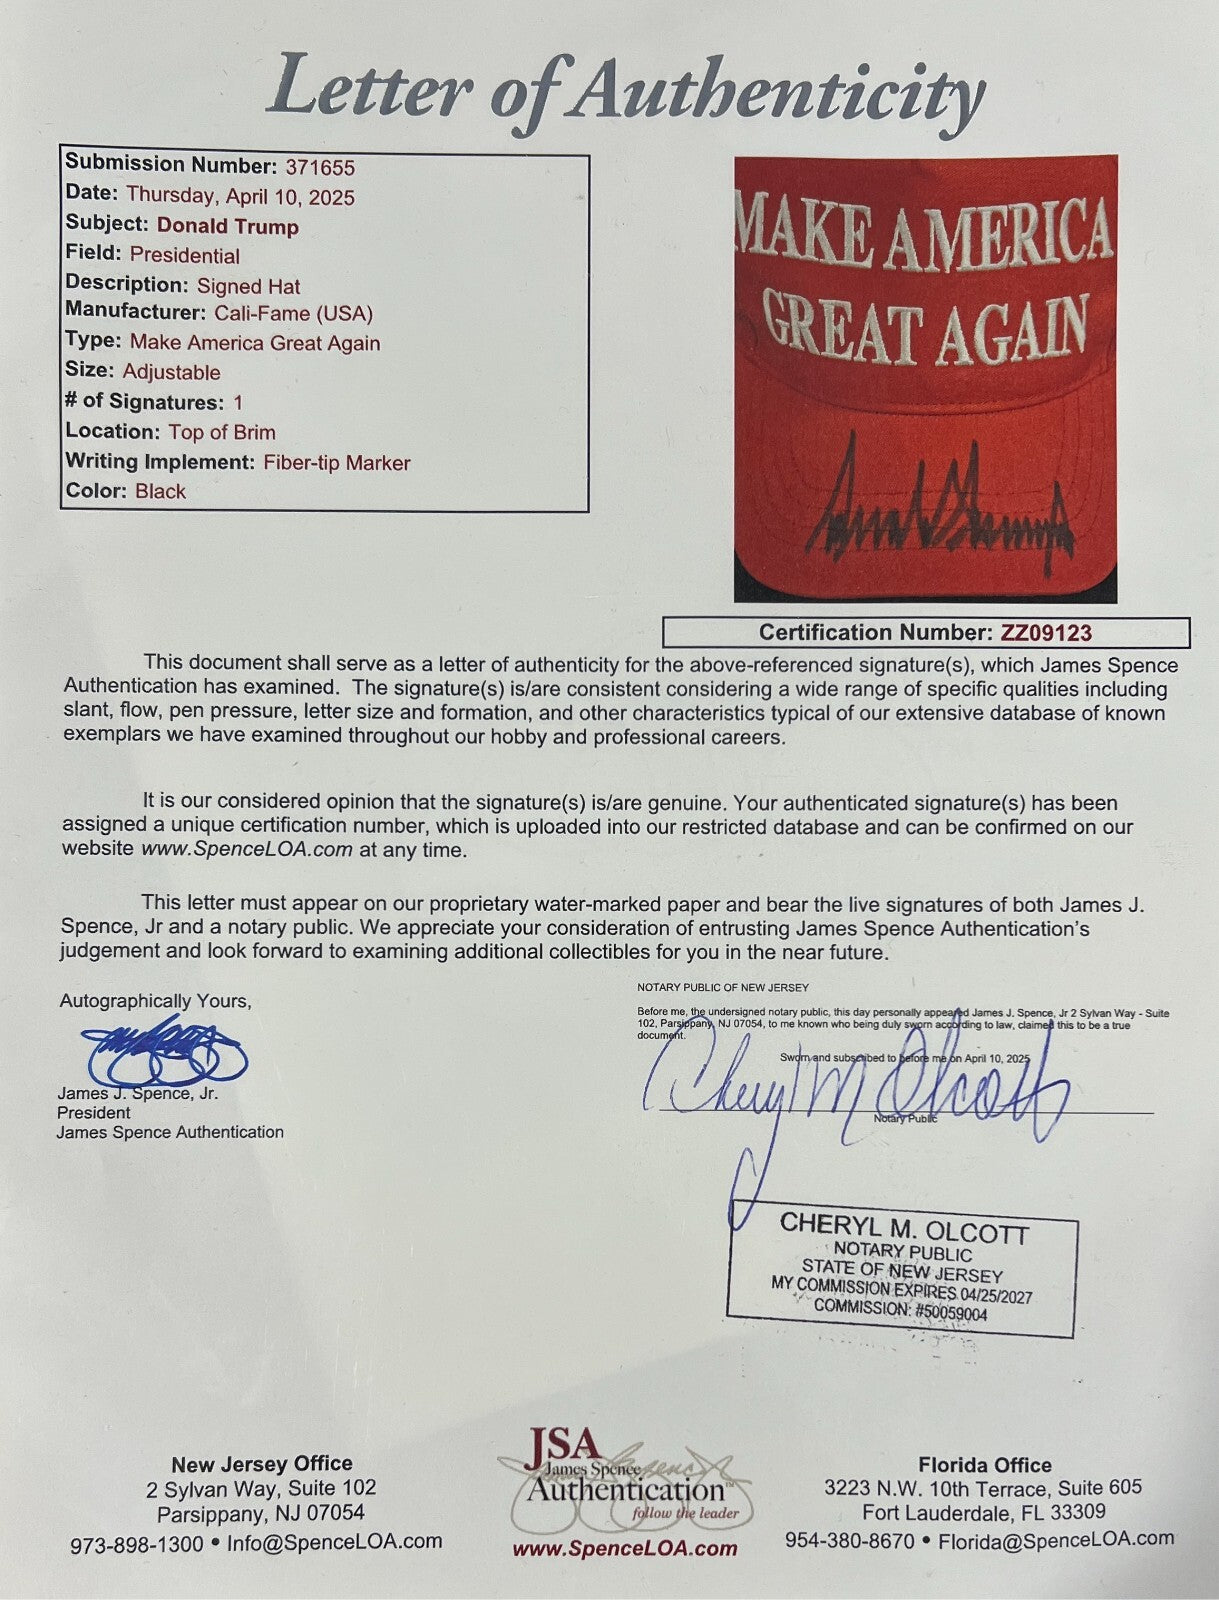 Letter of Authenticity
Submission Number: 371655
Date: Thursday, April 10, 2025
Subject: Donald Trump
Field: Presidential
Description: Signed Hat
Manufacturer: Cali-Fame (USA)
Type: Make America Great Again
Size: Adjustable
# of Signatures: 1
Location: Top of Brim
Writing Implement: Fiber-tip Marker
Color: Black
MAKE AMERICA
GREAT AGAIN
Certification Number: ZZ09123
This document shall serve as a letter of authenticity for the above-referenced signature(s), which James Spence
Authentication has examined. The signature(s) is/are consistent considering a wide range of specific qualities including
slant, flow, pen pressure, letter size and formation, and other characteristics typical of our extensive database of known
exemplars we have examined throughout our hobby and professional careers.
It is our considered opinion that the signature(s) is/are genuine. Your authenticated signature(s) has been
assigned a unique certification number, which is uploaded into our restricted database and can be confirmed on our
website www.SpenceLOA.com at any time.
This letter must appear on our proprietary water-marked paper and bear the live signatures of both James J.
Spence, Jr and a notary public. We appreciate your consideration of entrusting James Spence Authentication's
judgement and look forward to examining additional collectibles for you in the near future.
Autographically Yours,
James J. Spence, Jr.
President
James Spence Authentication
NOTARY PUBLIC OF NEW JERSEY
Before me, the undersigned notary public, this day personally appeared James J. Spence, Jr 2 Sylvan Way - Suite
102, Parsippany, NJ 07054, to me known who being duly sworn according to law, claimed this to be a true
document.
Sworn and subscribed to before me on April 10, 2025
Cheryl M Olcott
Notary Public
CHERYL M. OLCOTT
NOTARY PUBLIC
STATE OF NEW JERSEY
MY COMMISSION EXPIRES 04/25/2027
COMMISSION: #50059004
New Jersey Office
2 Sylvan Way, Suite 102
Parsippany, NJ 07054
973-898-1300 • Info@SpenceLOA.com
JSA
James Spence
Authentication™
follow the leader
www.SpenceLOA.com
Florida Office
3223 N.W. 10th Terrace, Suite 605
Fort Lauderdale, FL 33309
954-380-8670 • Florida@SpenceLOA.com